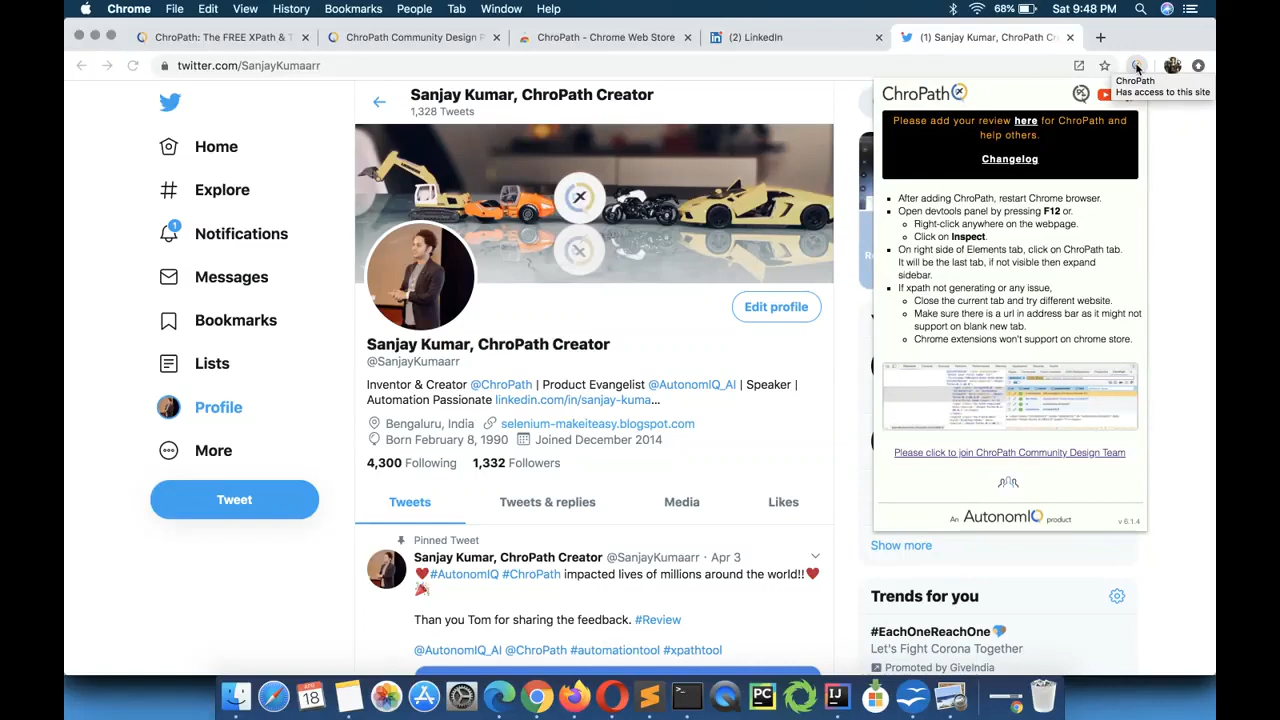 Chrome File Edit View History Bookmarks People Tab Window Help 68% Sat 9:48 PM
ChroPath: The FREE XPath & T ChroPath Community Design P ChroPath - Chrome Web Store (2) LinkedIn (1) Sanjay Kumar, ChroPath Cr
twitter.com/SanjayKumaarr
ChroPath
Has access to this site
Sanjay Kumar, ChroPath Creator
1,328 Tweets
Home
Explore
1
Notifications
Messages
Bookmarks
Lists
Profile
More
Tweet
Edit profile
Sanjay Kumar, ChroPath Creator
@SanjayKumaarr
Inventor & Creator @ChroPath | Product Evangelist @AutonomIQ_AI | Speaker |
Automation Passionate linkedin.com/in/sanjay-kuma...
Bengaluru, India selenium-makeiteasy.blogspot.com
Born February 8, 1990 Joined December 2014
4,300 Following 1,332 Followers
Tweets Tweets & replies Media Likes
Pinned Tweet
Sanjay Kumar, ChroPath Creator @SanjayKumaarr · Apr 3
❤️#AutonomIQ #ChroPath impacted lives of millions around the world!!❤️
🎉
Than you Tom for sharing the feedback. #Review
@AutonomIQ_AI @ChroPath #automationtool #xpathtool
ChroPath
Please add your review here for ChroPath and
help others.
Changelog
After adding ChroPath, restart Chrome browser.
Open devtools panel by pressing F12 or.
Right-click anywhere on the webpage.
Click on Inspect.
On right side of Elements tab, click on ChroPath tab.
It will be the last tab, if not visible then expand
sidebar.
If xpath not generating or any issue,
Close the current tab and try different website.
Make sure there is a url in address bar as it might not
support on blank new tab.
Chrome extensions won't support on chrome store.
Please click to join ChroPath Community Design Team
An AutonomIQ product v 6.1.4
Show more
Trends for you
#EachOneReachOne
Let's Fight Corona Together
Promoted by GiveIndia
APR
18
PC
IJ